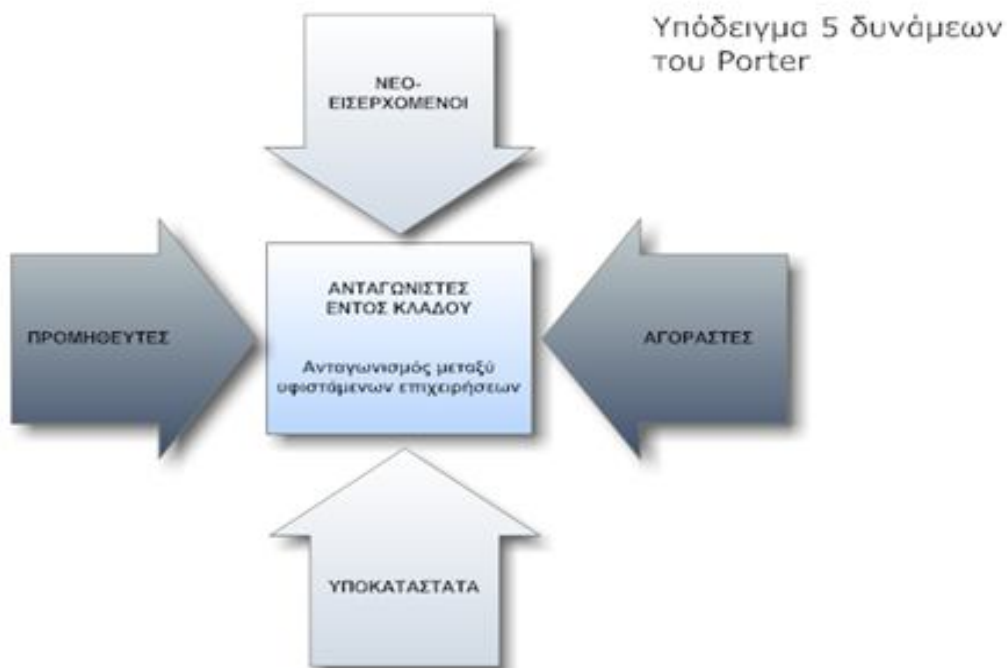 Υπόδειγμα 5 δυνάμεων
του Porter
ΝΕΟ-
ΕΙΣΕΡΧΟΜΕΝΟΙ
ΠΡΟΜΗΘΕΥΤΕΣ
ΑΝΤΑΓΩΝΙΣΤΕΣ
ΕΝΤΟΣ ΚΛΑΔΟΥ
Ανταγωνισμός μεταξύ
υφιστάμενων επιχειρήσεων
ΑΓΟΡΑΣΤΕΣ
ΥΠΟΚΑΤΑΣΤΑΤΑ